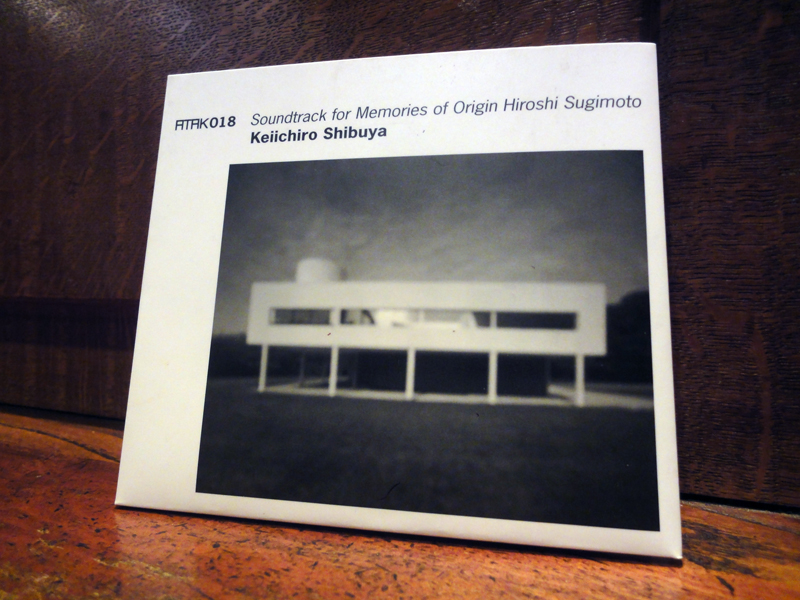 ATAK018 Soundtrack for Memories of Origin Hiroshi Sugimoto
Keiichiro Shibuya